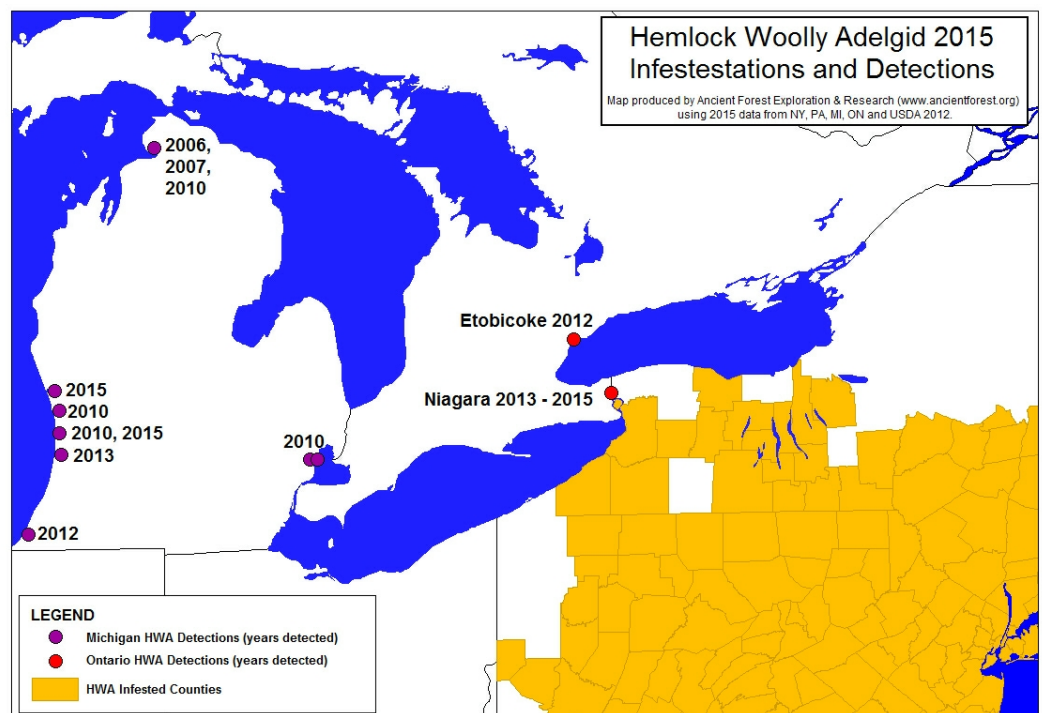 Hemlock Woolly Adelgid 2015
Infestestations and Detections
Map produced by Ancient Forest Exploration & Research (www.ancientforest.org)
using 2015 data from NY, PA, MI, ON and USDA 2012.
2006,
2007,
2010
Etobicoke 2012
2015
Niagara 2013 - 2015
2010
2010, 2015
2010
2013
2012
LEGEND
Michigan HWA Detections (years detected)
Ontario HWA Detections (years detected)
HWA Infested Counties